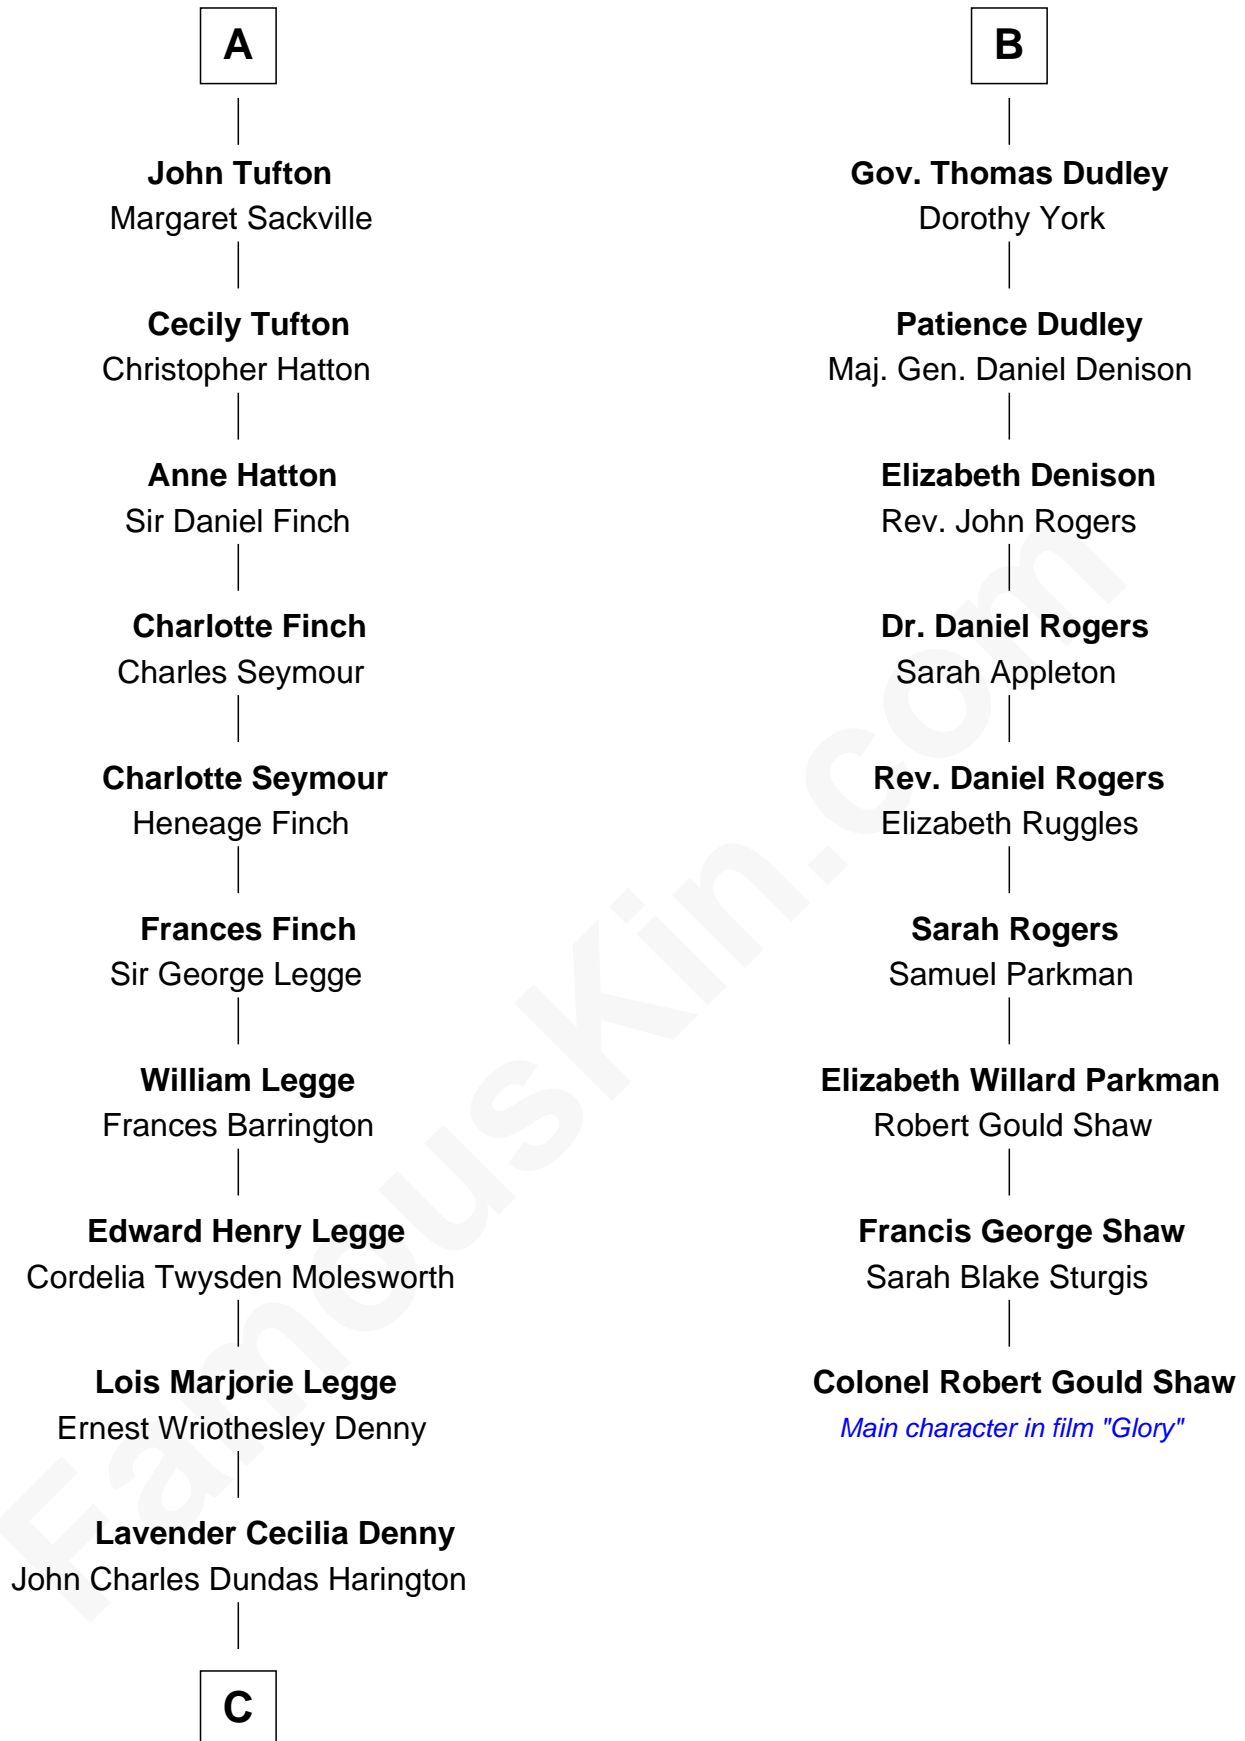 A
John Tufton
Margaret Sackville
Cecily Tufton
Christopher Hatton
Anne Hatton
Sir Daniel Finch
Charlotte Finch
Charles Seymour
Charlotte Seymour
Heneage Finch
Frances Finch
Sir George Legge
William Legge
Frances Barrington
Edward Henry Legge
Cordelia Twysden Molesworth
Lois Marjorie Legge
Ernest Wriothesley Denny
Lavender Cecilia Denny
John Charles Dundas Harington
C
B
Gov. Thomas Dudley
Dorothy York
Patience Dudley
Maj. Gen. Daniel Denison
Elizabeth Denison
Rev. John Rogers
Dr. Daniel Rogers
Sarah Appleton
Rev. Daniel Rogers
Elizabeth Ruggles
Sarah Rogers
Samuel Parkman
Elizabeth Willard Parkman
Robert Gould Shaw
Francis George Shaw
Sarah Blake Sturgis
Colonel Robert Gould Shaw
Main character in film "Glory"
FamousKin.com